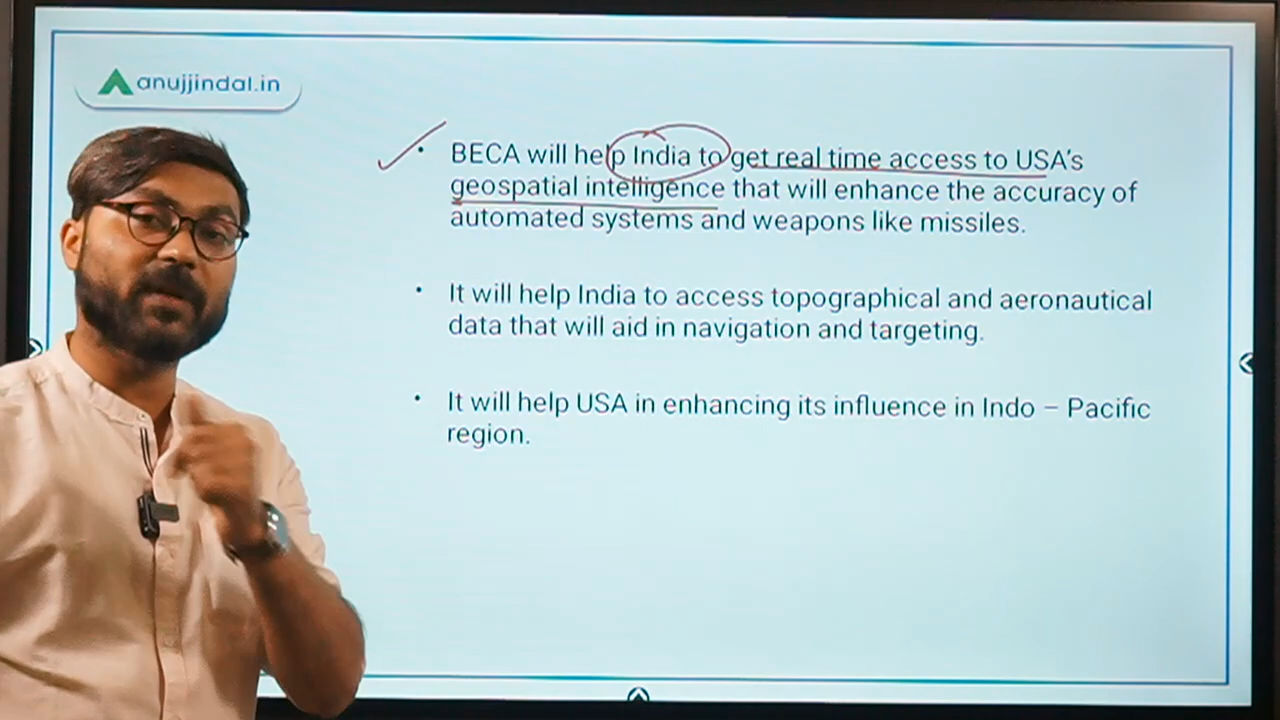 anujjindal.in
BECA will help India to get real time access to USA's
geospatial intelligence that will enhance the accuracy of
automated systems and weapons like missiles.
It will help India to access topographical and aeronautical
data that will aid in navigation and targeting.
It will help USA in enhancing its influence in Indo – Pacific
region.